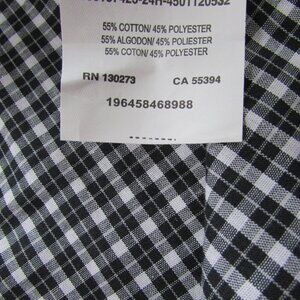 55% COTTON/ 45% POLYESTER
55% ALGODON/ 45% POLIESTER
55% COTON/ 45% POLYESTER
RN 130273 CA 55394
196458468988